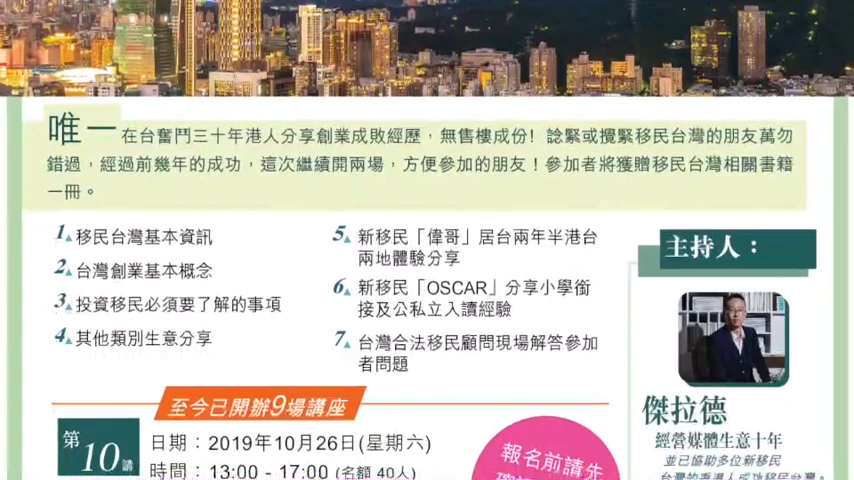 唯一在台奮鬥三十年港人分享創業成敗經歷，無售樓成份！諗緊或攪緊移民台灣的朋友萬勿
錯過，經過前幾年的成功，這次繼續開兩場，方便參加的朋友！參加者將獲贈移民台灣相關書籍
一冊。
1 移民台灣基本資訊
2 台灣創業基本概念
3 投資移民必須要了解的事項
4 其他類別生意分享
5 新移民「偉哥」居台兩年半港台
兩地體驗分享
6 新移民「OSCAR」分享小學銜
接及公私立入讀經驗
7 台灣合法移民顧問現場解答參加
者問題
主持人：
傑拉德
經營媒體生意十年
並已協助多位新移民
台灣的香港人成功移民台灣。
至今已開辦9場講座
第10講
日期：2019年10月26日(星期六)
時間：13:00 - 17:00 (名額 40人)
報名前請先